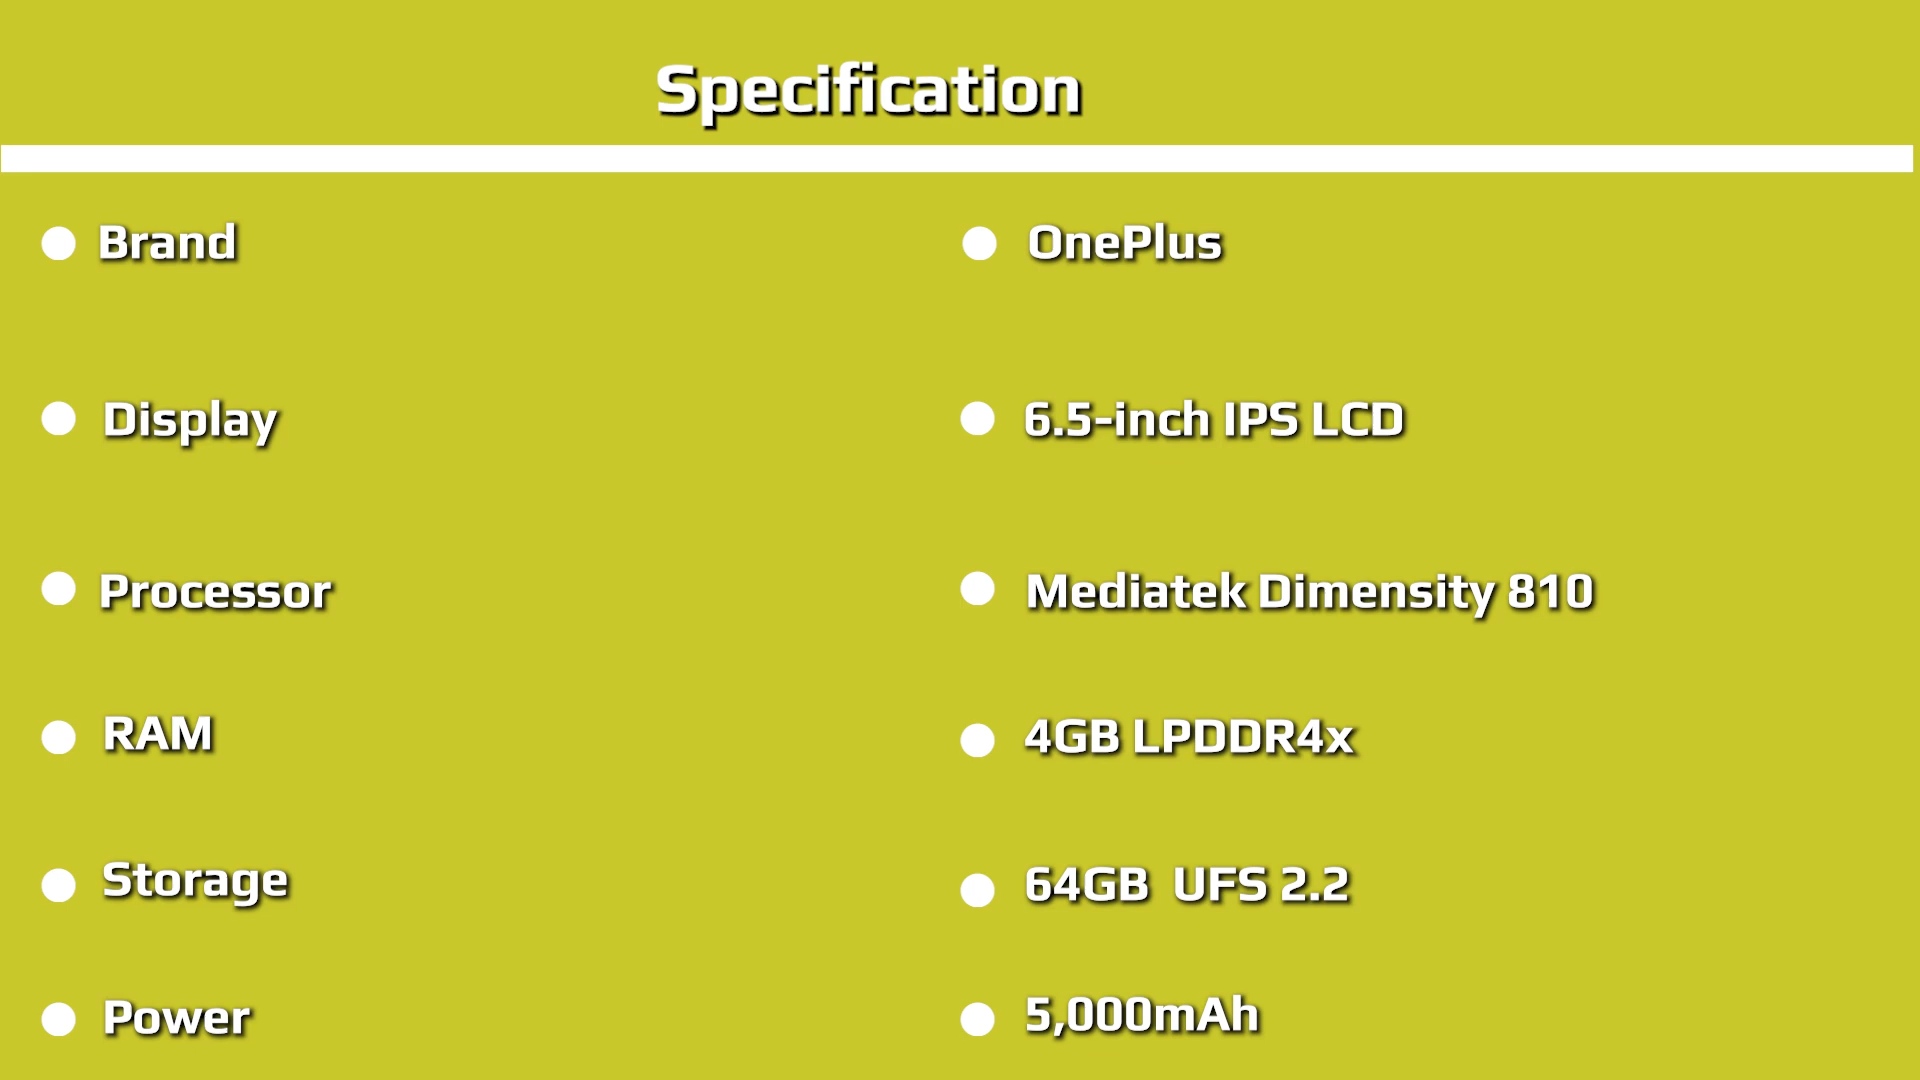 Specification
Brand
OnePlus
Display
6.5-inch IPS LCD
Processor
Mediatek Dimensity 810
RAM
4GB LPDDR4x
Storage
64GB UFS 2.2
Power
5,000mAh